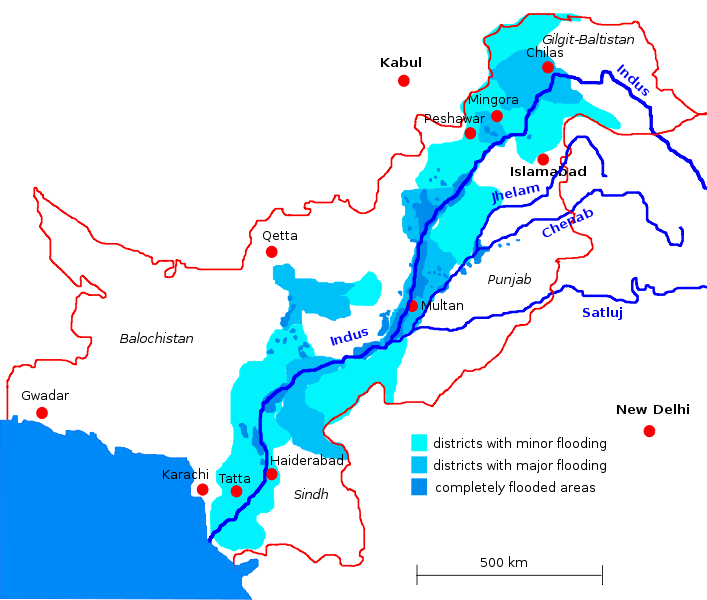 Gilgit-Baltistan
Chilas
Kabul
Indus
Mingora
Peshawar
Islamabad
Jhelam
Chenab
Qetta
Punjab
Multan
Satluj
Balochistan
Indus
Gwadar
New Delhi
districts with minor flooding
districts with major flooding
completely flooded areas
Haiderabad
Karachi
Tatta
Sindh
500 km